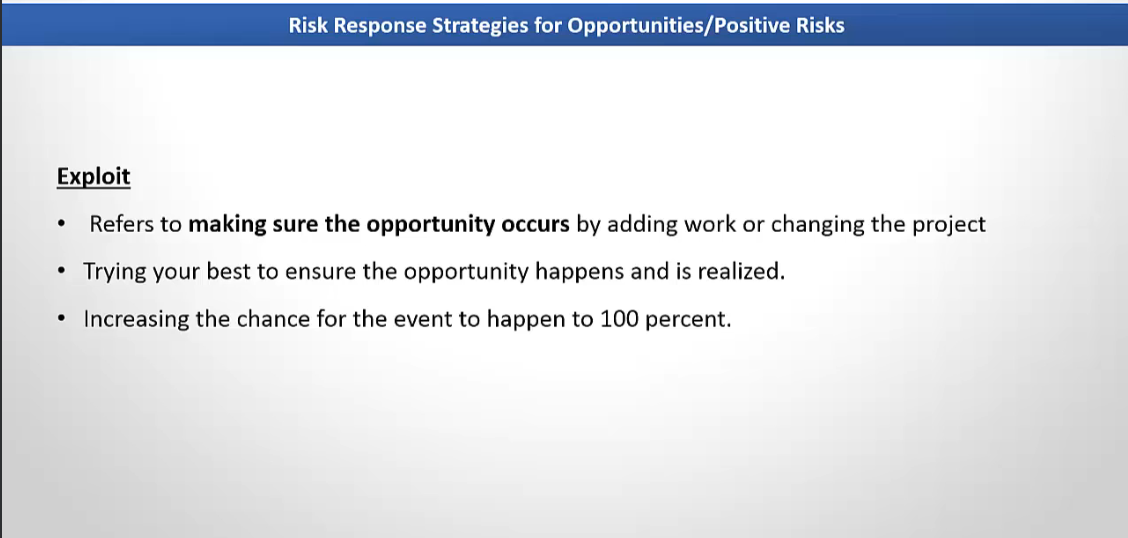 Risk Response Strategies for Opportunities/Positive Risks
Exploit
• Refers to making sure the opportunity occurs by adding work or changing the project
• Trying your best to ensure the opportunity happens and is realized.
• Increasing the chance for the event to happen to 100 percent.